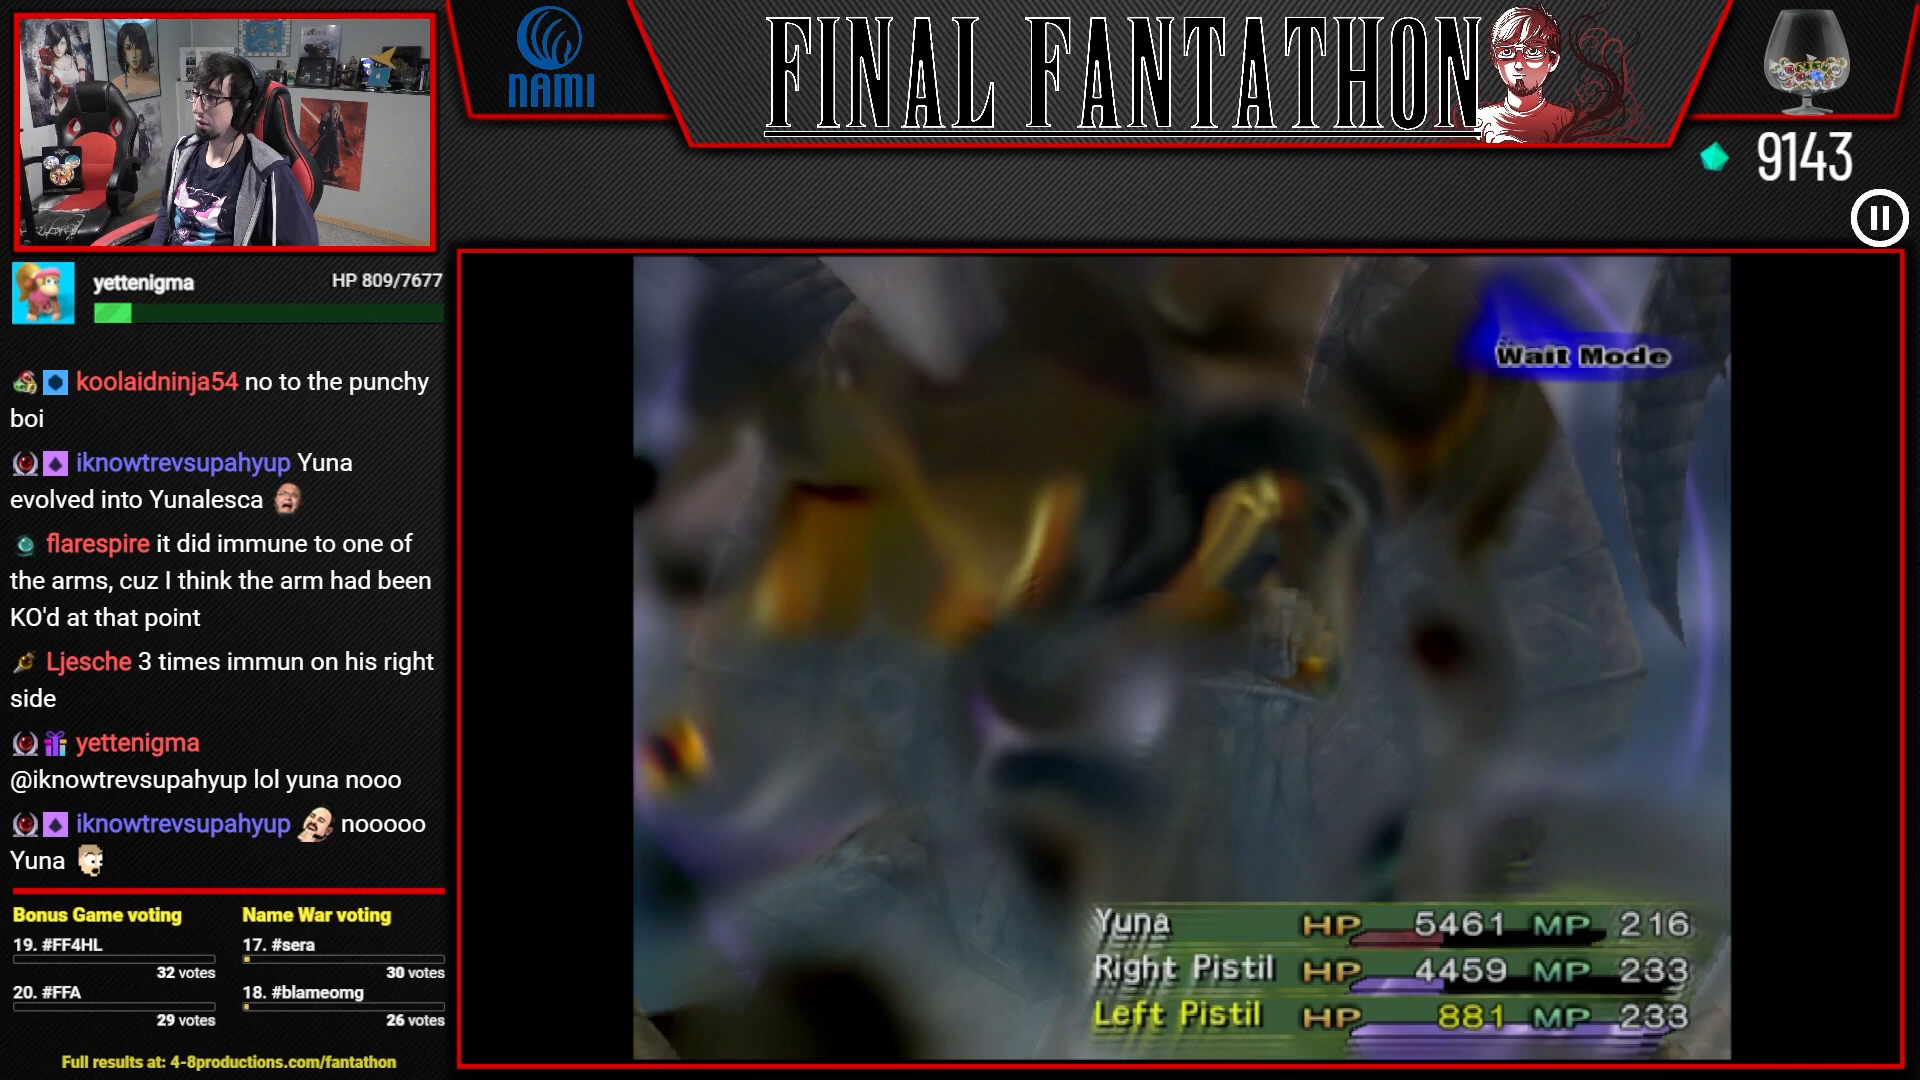 NAMI
FINAL FANTATHON
9143
yettenigma
HP 809/7677
koolaidninja54 no to the punchy
boi
iknowtrevsupahyup Yuna
evolved into Yunalesca
flarespire it did immune to one of
the arms, cuz I think the arm had been
KO'd at that point
Ljesche 3 times immun on his right
side
yettenigma
@iknowtrevsupahyup lol yuna nooo
iknowtrevsupahyup nooooo
Yuna
Bonus Game voting
19. #FF4HL
32 votes
20. #FFA
29 votes
Name War voting
17. #sera
30 votes
18. #blameomg
26 votes
Full results at: 4-8productions.com/fantathon
Wait Mode
Yuna HP 5461 MP 216
Right Pistil HP 4459 MP 233
Left Pistil HP 881 MP 233